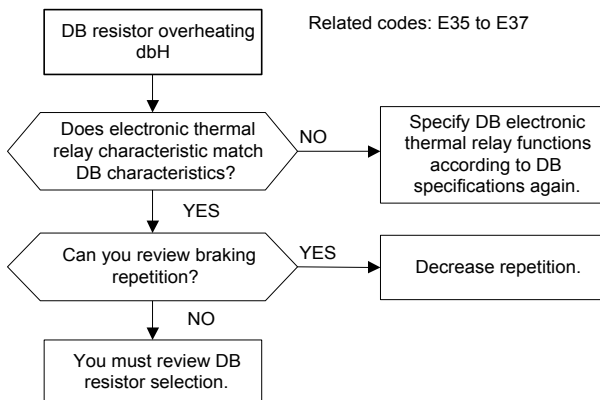 DB resistor overheating
dbH
Related codes: E35 to E37
Does electronic thermal
relay characteristic match
DB characteristics?
NO
Specify DB electronic
thermal relay functions
according to DB
specifications again.
YES
Can you review braking
repetition?
YES
Decrease repetition.
NO
You must review DB
resistor selection.